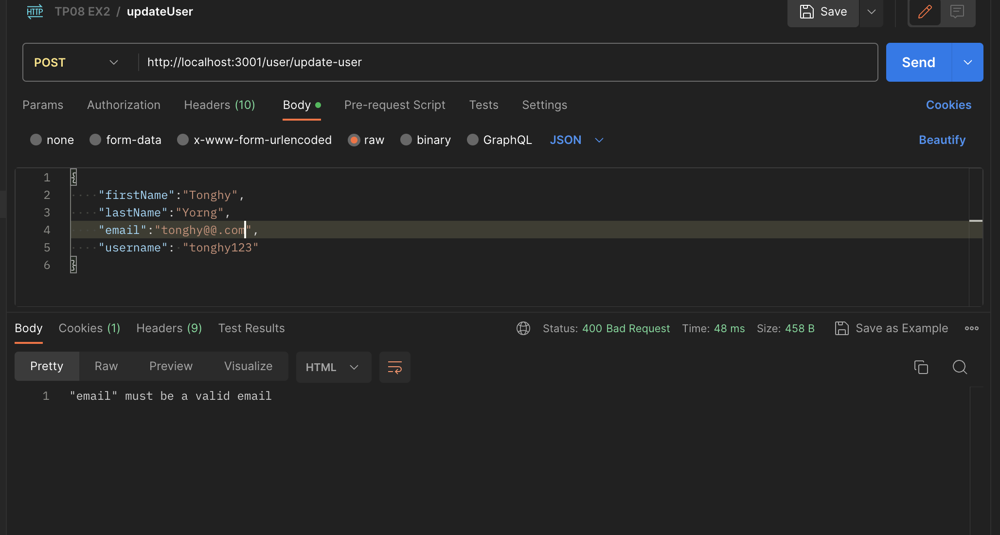 HTTP TP08 EX2 / updateUser Save
POST http://localhost:3001/user/update-user Send
Params Authorization Headers (10) Body Pre-request Script Tests Settings Cookies
none form-data x-www-form-urlencoded raw binary GraphQL JSON Beautify
1 {
2 "firstName":"Tonghy",
3 "lastName":"Yorng",
4 "email":"tonghy@@.com",
5 "username": "tonghy123"
6 }
Body Cookies (1) Headers (9) Test Results Status: 400 Bad Request Time: 48 ms Size: 458 B Save as Example
Pretty Raw Preview Visualize HTML
1 "email" must be a valid email